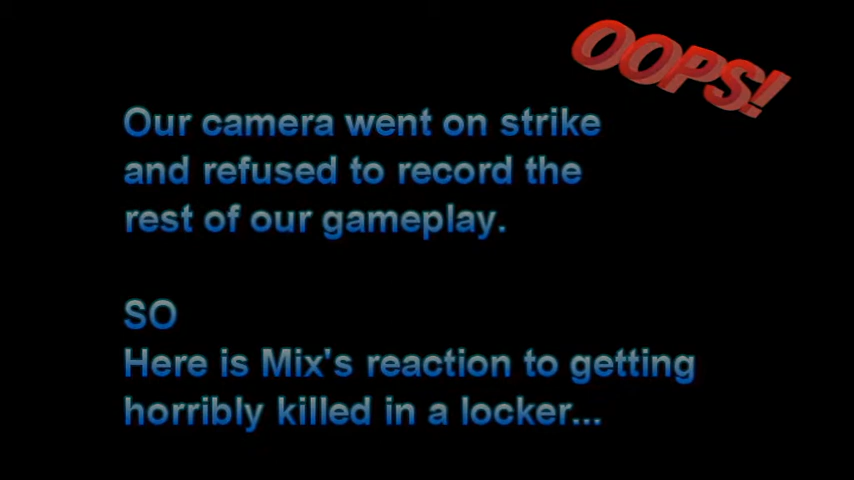 OOPS!
Our camera went on strike
and refused to record the
rest of our gameplay.
SO
Here is Mix's reaction to getting
horribly killed in a locker...